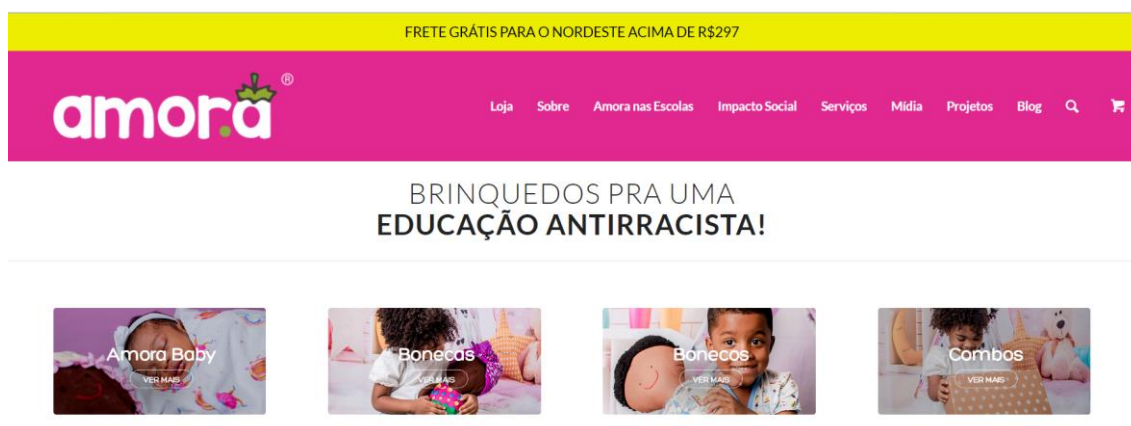 FRETE GRÁTIS PARA O NORDESTE ACIMA DE R$297
amora®
Loja Sobre Amora nas Escolas Impacto Social Serviços Mídia Projetos Blog
BRINQUEDOS PRA UMA
EDUCAÇÃO ANTIRRACISTA!
Amora Baby Bonecas Bonecos Combos
VER MAIS VER MAIS VER MAIS VER MAIS